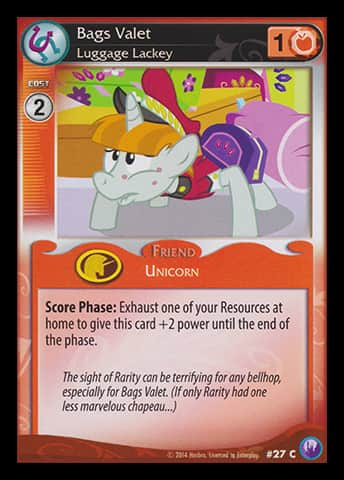 Bags Valet
Luggage Lackey
1
COST
2
FRIEND
UNICORN
Score Phase: Exhaust one of your Resources at
home to give this card +2 power until the end of
the phase.
The sight of Rarity can be terrifying for any bellhop,
especially for Bags Valet. (If only Rarity had one
less marvelous chapeau...)
© 2014 Hasbro. Licensed to Enterplay.
#27 C